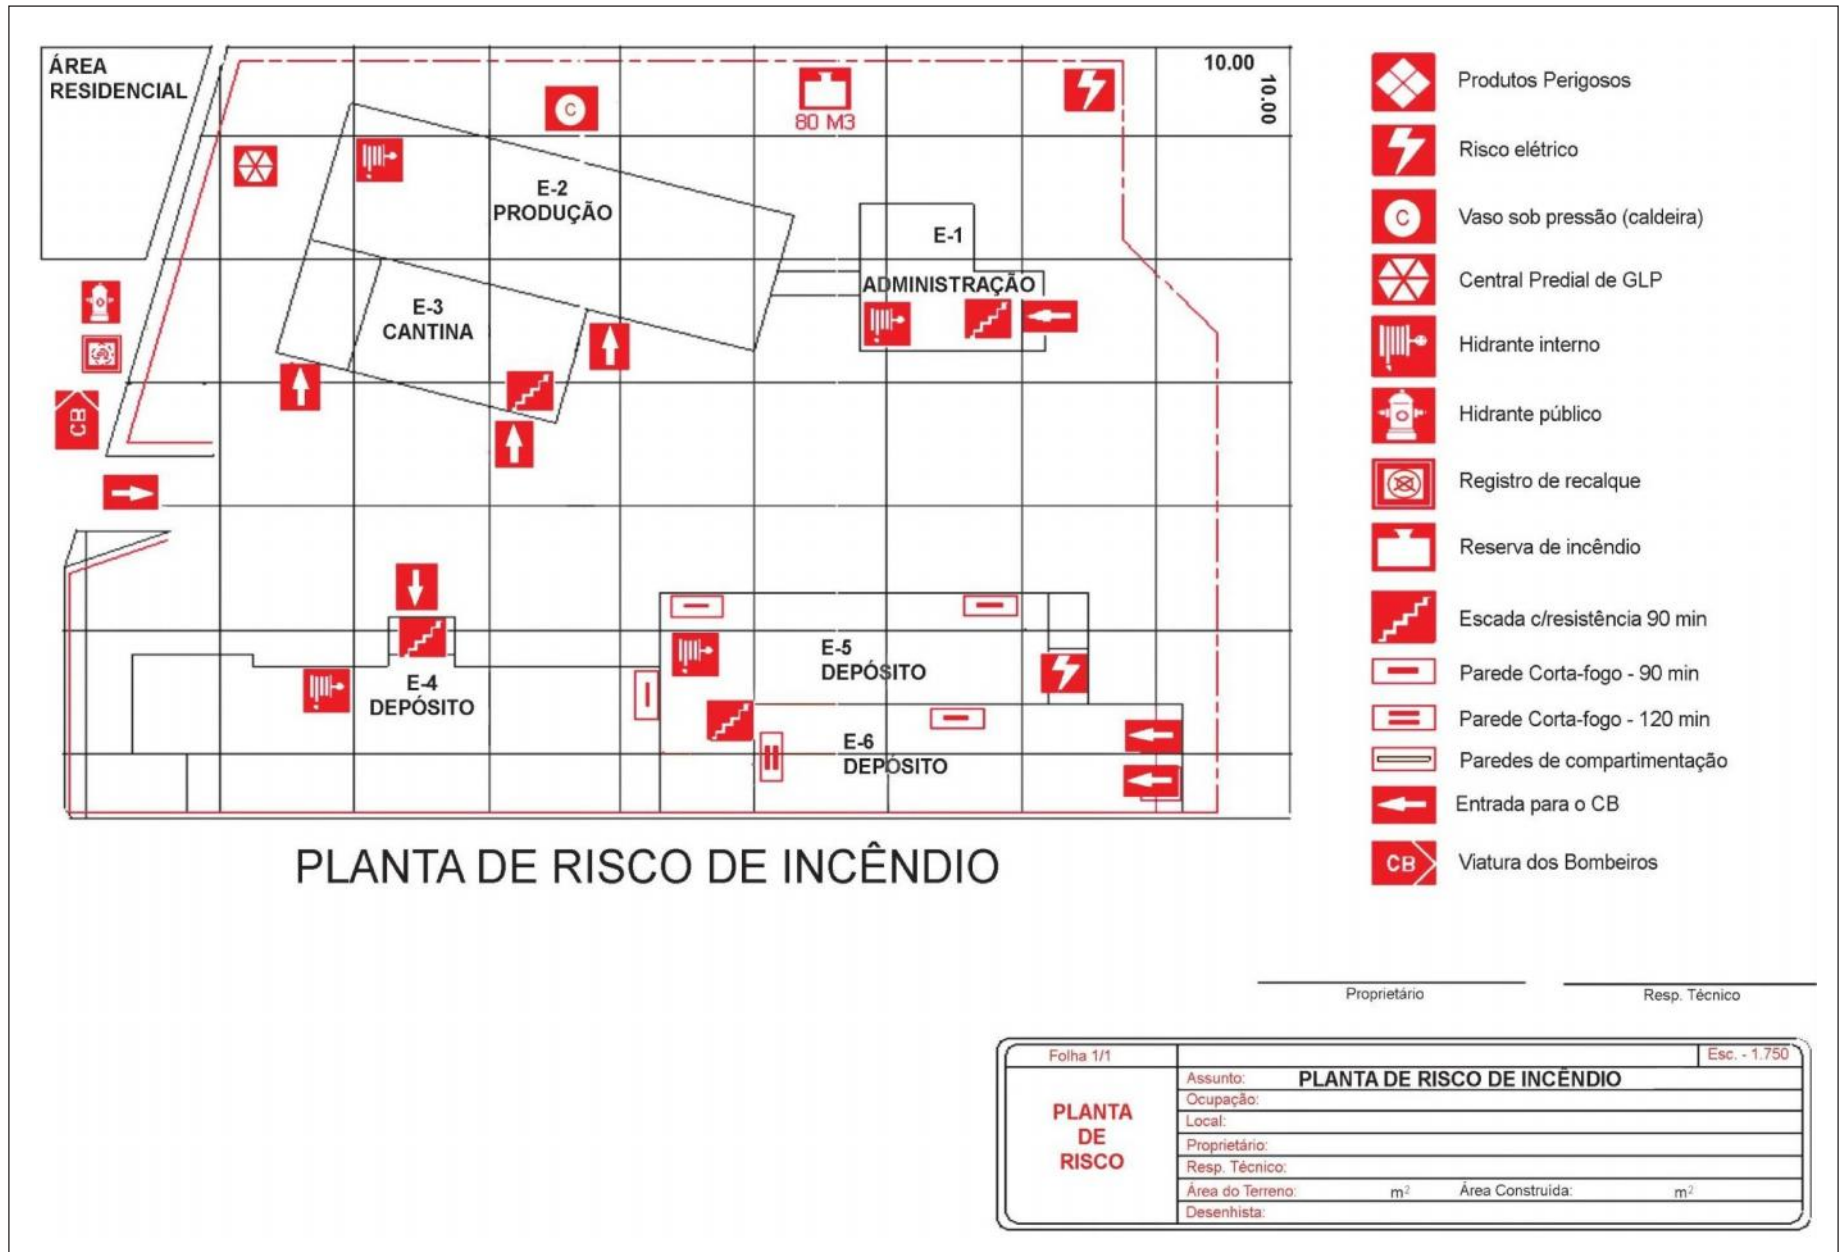 ÁREA
RESIDENCIAL
C
80 M3
10.00
10.00
E-2
PRODUÇÃO
E-1
ADMINISTRAÇÃO
E-3
CANTINA
CB
E-4
DEPÓSITO
E-5
DEPÓSITO
E-6
DEPÓSITO
PLANTA DE RISCO DE INCÊNDIO
Produtos Perigosos
Risco elétrico
C
Vaso sob pressão (caldeira)
Central Predial de GLP
Hidrante interno
Hidrante público
Registro de recalque
Reserva de incêndio
Escada c/resistência 90 min
Parede Corta-fogo - 90 min
Parede Corta-fogo - 120 min
Paredes de compartimentação
Entrada para o CB
CB
Viatura dos Bombeiros
Proprietário
Resp. Técnico
Folha 1/1
Esc. - 1.750
PLANTA
DE
RISCO
Assunto: PLANTA DE RISCO DE INCÊNDIO
Ocupação:
Local:
Proprietário:
Resp. Técnico:
Área do Terreno: m² Área Construida: m²
Desenhista: